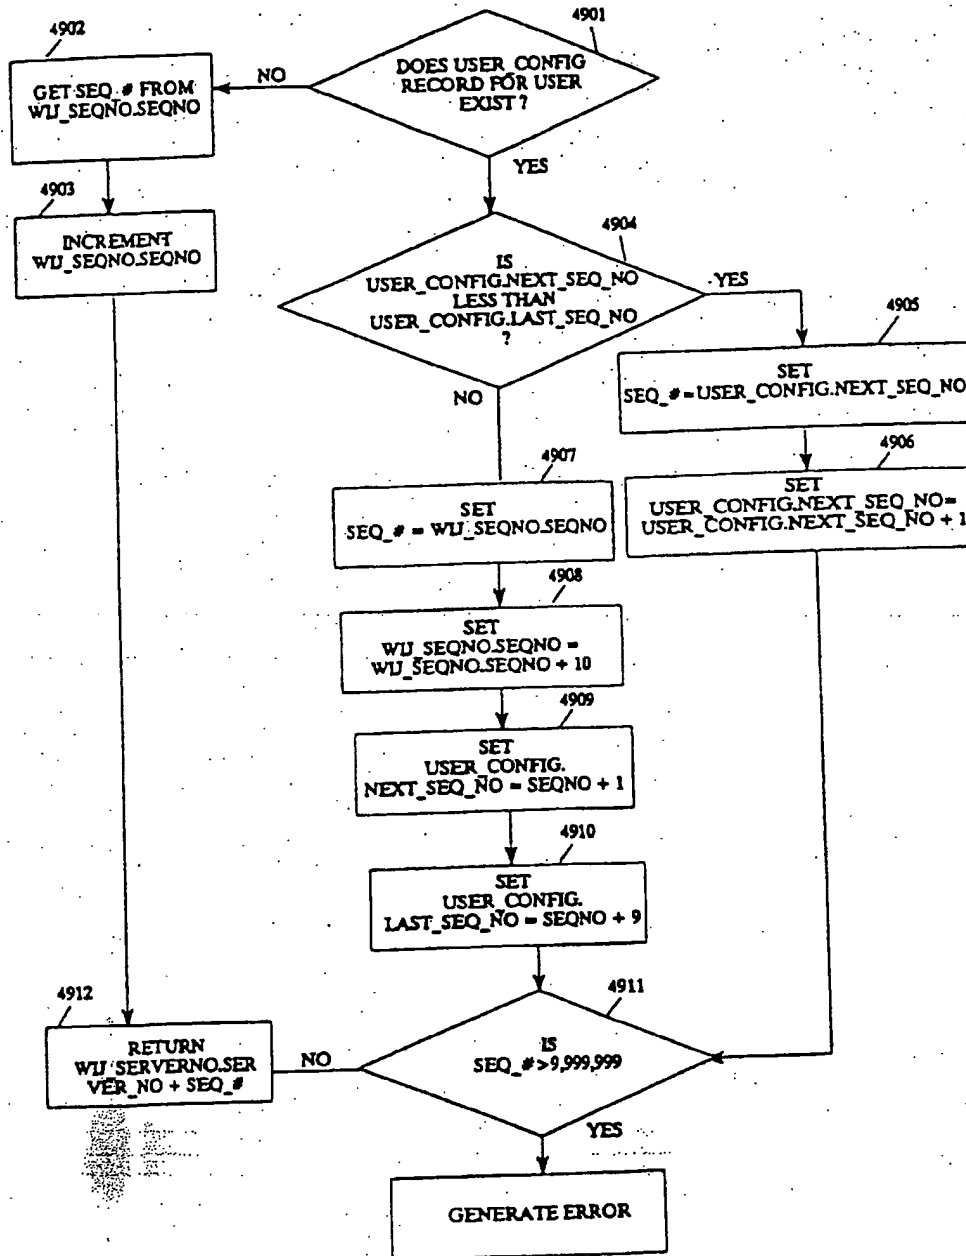 4901
DOES USER_CONFIG
RECORD FOR USER
EXIST ?
NO
YES
4902
GET SEQ_# FROM
WIJ_SEQNO.SEQNO
4903
INCREMENT
WIJ_SEQNO.SEQNO
4904
IS
USER_CONFIG.NEXT_SEQ_NO
LESS THAN
USER_CONFIG.LAST_SEQ_NO
?
YES
NO
4905
SET
SEQ_#=USER_CONFIG.NEXT_SEQ_NO
4906
SET
USER_CONFIG.NEXT_SEQ_NO=
USER_CONFIG.NEXT_SEQ_NO + 1
4907
SET
SEQ_# = WIJ_SEQNO.SEQNO
4908
SET
WIJ_SEQNO.SEQNO =
WIJ_SEQNO.SEQNO + 10
4909
SET
USER_CONFIG.
NEXT_SEQ_NO = SEQNO + 1
4910
SET
USER_CONFIG.
LAST_SEQ_NO = SEQNO + 9
4911
IS
SEQ_#>9,999,999
NO
YES
4912
RETURN
WIJ_SERVERNO.SER
VER_NO + SEQ_#
GENERATE ERROR